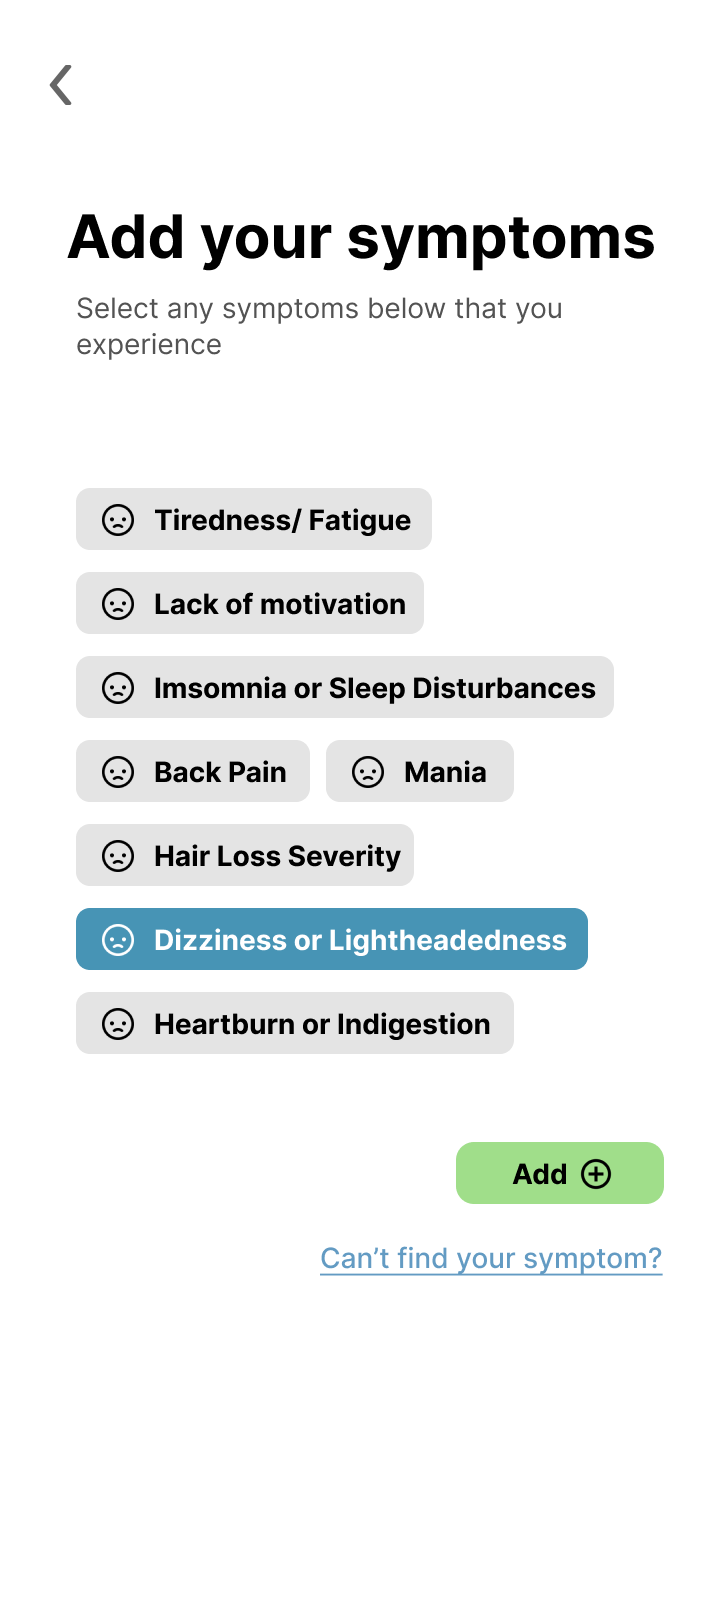 Add your symptoms
Select any symptoms below that you
experience
Tiredness/ Fatigue
Lack of motivation
Imsomnia or Sleep Disturbances
Back Pain
Mania
Hair Loss Severity
Dizziness or Lightheadedness
Heartburn or Indigestion
Add
Can’t find your symptom?